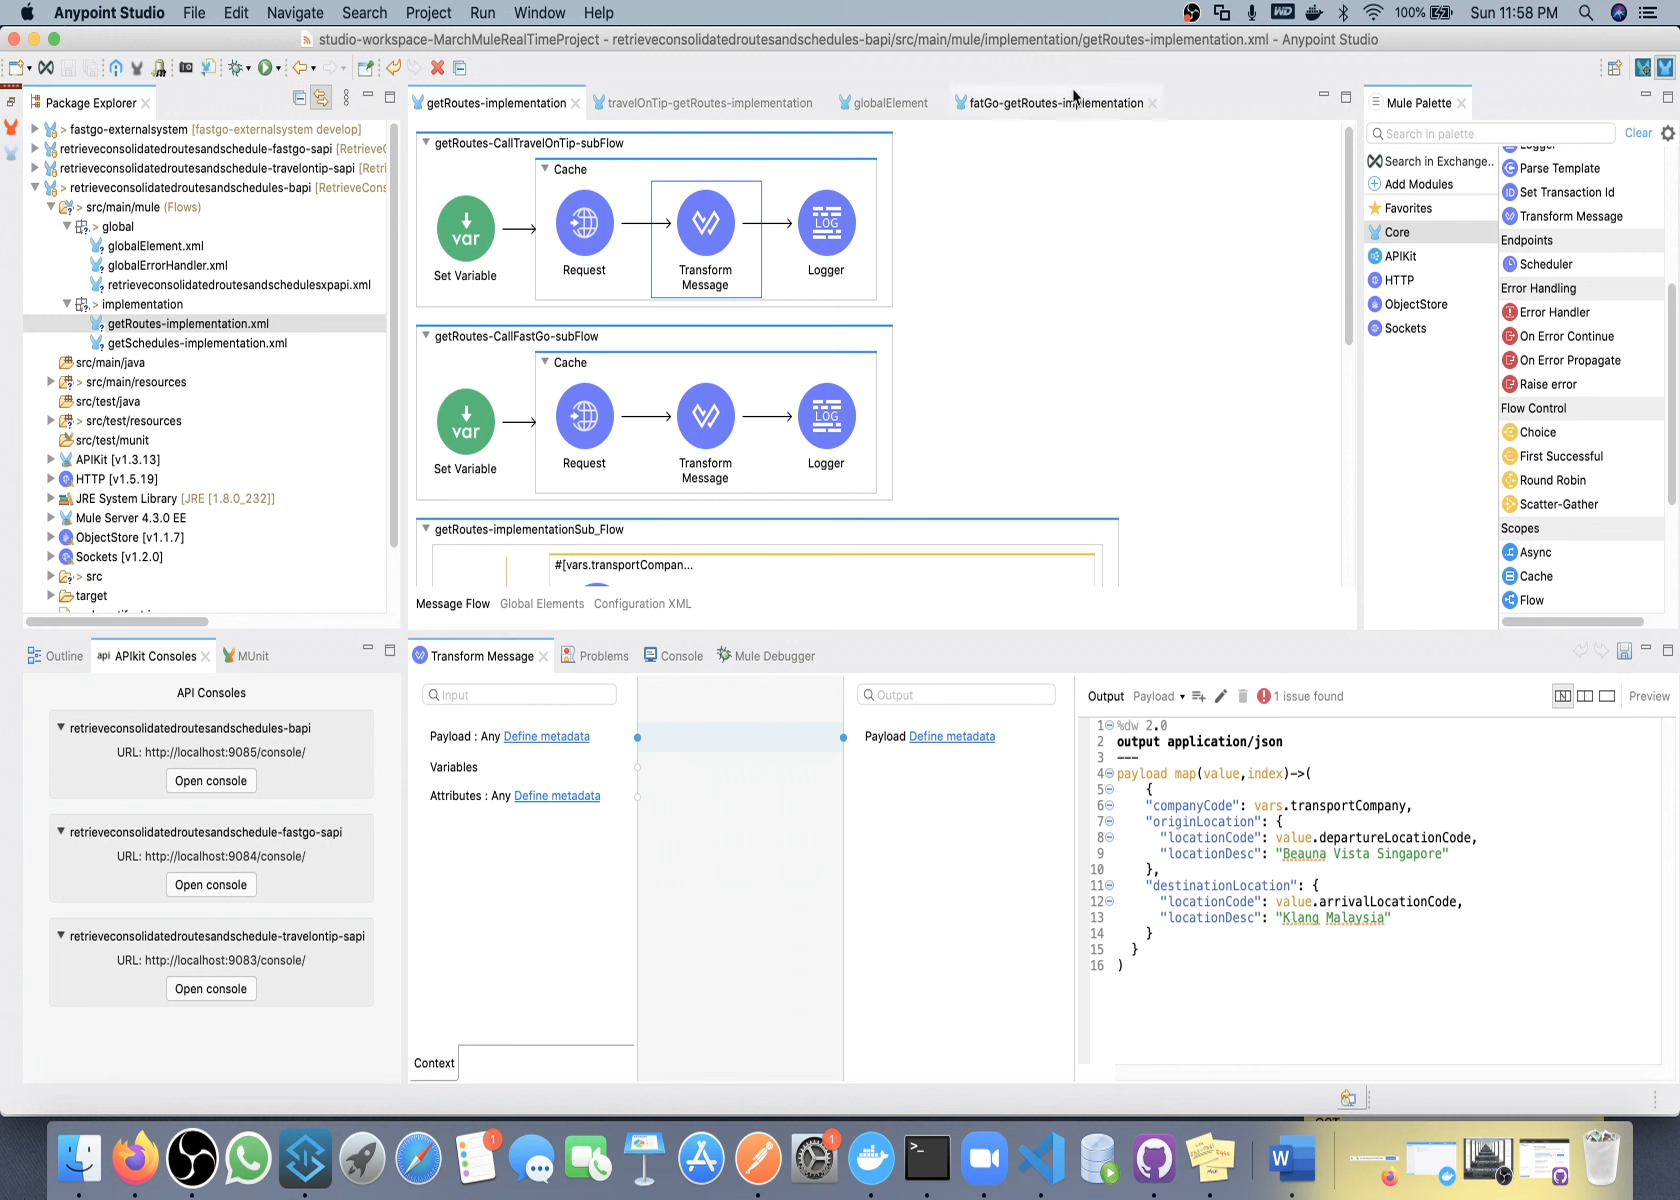 Anypoint Studio File Edit Navigate Search Project Run Window Help
WD 100% Sun 11:58 PM
studio-workspace-MarchMuleRealTimeProject - retrieveconsolidatedroutesandschedules-bapi/src/main/mule/implementation/getRoutes-implementation.xml - Anypoint Studio
Package Explorer
> fastgo-externalsystem [fastgo-externalsystem develop]
retrieveconsolidatedroutesandschedule-fastgo-sapi [Retrieve
retrieveconsolidatedroutesandschedule-travelontip-sapi [Retri
> retrieveconsolidatedroutesandschedules-bapi [RetrieveCons
> src/main/mule (Flows)
> global
globalElement.xml
globalErrorHandler.xml
retrieveconsolidatedroutesandschedulesxpapi.xml
> implementation
getRoutes-implementation.xml
getSchedules-implementation.xml
src/main/java
> src/main/resources
src/test/java
> src/test/resources
src/test/munit
APIKit [v1.3.13]
HTTP [v1.5.19]
JRE System Library [JRE [1.8.0_232]]
Mule Server 4.3.0 EE
ObjectStore [v1.1.7]
Sockets [v1.2.0]
> src
target
getRoutes-implementation
travelOnTip-getRoutes-implementation
globalElement
fatGo-getRoutes-implementation
getRoutes-CallTravelOnTip-subFlow
Cache
var
LOG
Set Variable
Request
Transform Message
Logger
getRoutes-CallFastGo-subFlow
Cache
var
LOG
Set Variable
Request
Transform Message
Logger
getRoutes-implementationSub_Flow
#[vars.transportCompan...
Message Flow Global Elements Configuration XML
Mule Palette
Search in palette
Clear
Search in Exchange..
Add Modules
Favorites
Core
APIKit
HTTP
ObjectStore
Sockets
Logger
Parse Template
Set Transaction Id
Transform Message
Endpoints
Scheduler
Error Handling
Error Handler
On Error Continue
On Error Propagate
Raise error
Flow Control
Choice
First Successful
Round Robin
Scatter-Gather
Scopes
Async
Cache
Flow
Outline
api APIkit Consoles
MUnit
API Consoles
retrieveconsolidatedroutesandschedules-bapi
URL: http://localhost:9085/console/
Open console
retrieveconsolidatedroutesandschedule-fastgo-sapi
URL: http://localhost:9084/console/
Open console
retrieveconsolidatedroutesandschedule-travelontip-sapi
URL: http://localhost:9083/console/
Open console
Transform Message
Problems
Console
Mule Debugger
Input
Payload : Any Define metadata
Variables
Attributes : Any Define metadata
Context
Output
Payload Define metadata
Output Payload 1 issue found
Preview
1 %dw 2.0
2 output application/json
3 ---
4 payload map(value,index)->(
5 {
6 "companyCode": vars.transportCompany,
7 "originLocation": {
8 "locationCode": value.departureLocationCode,
9 "locationDesc": "Beauna Vista Singapore"
10 },
11 "destinationLocation": {
12 "locationCode": value.arrivalLocationCode,
13 "locationDesc": "Klang Malaysia"
14 }
15 }
16 )
1
1
W